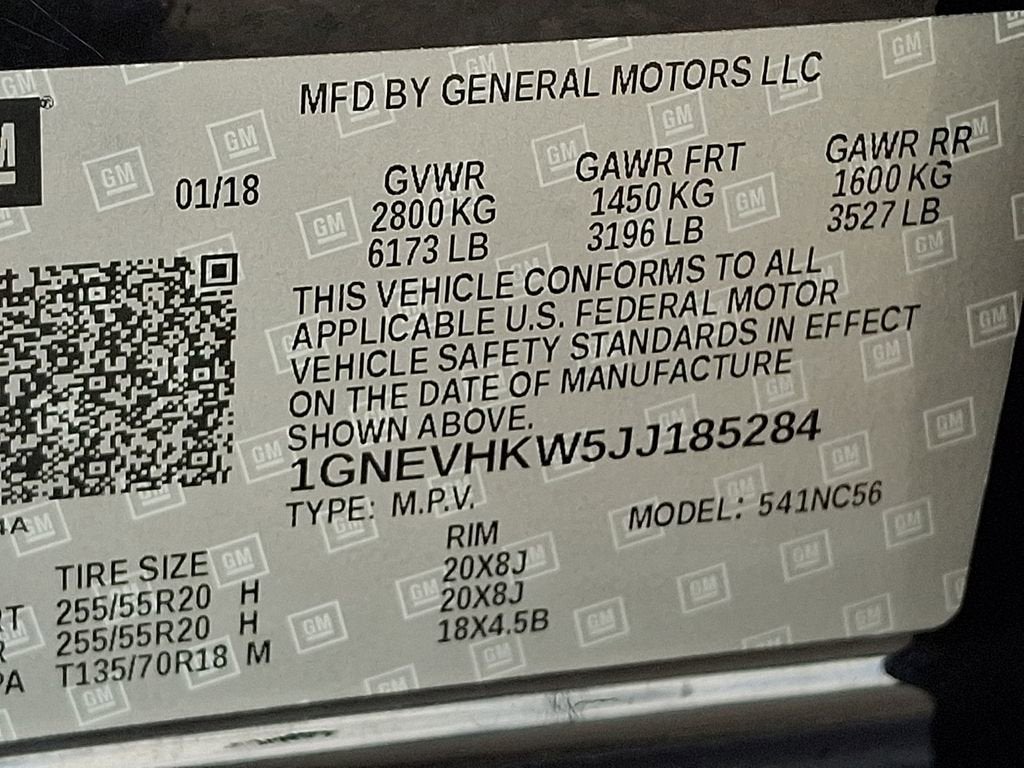 MFD BY GENERAL MOTORS LLC
01/18
GVWR GAWR FRT GAWR RR
2800 KG 1450 KG 1600 KG
6173 LB 3196 LB 3527 LB
THIS VEHICLE CONFORMS TO ALL
APPLICABLE U.S. FEDERAL MOTOR
VEHICLE SAFETY STANDARDS IN EFFECT
ON THE DATE OF MANUFACTURE
SHOWN ABOVE.
1GNEVHKW5JJ185284
TYPE: M.P.V. MODEL: 541NC56
TIRE SIZE RIM
255/55R20 H 20X8J
255/55R20 H 20X8J
T135/70R18 M 18X4.5B
GM